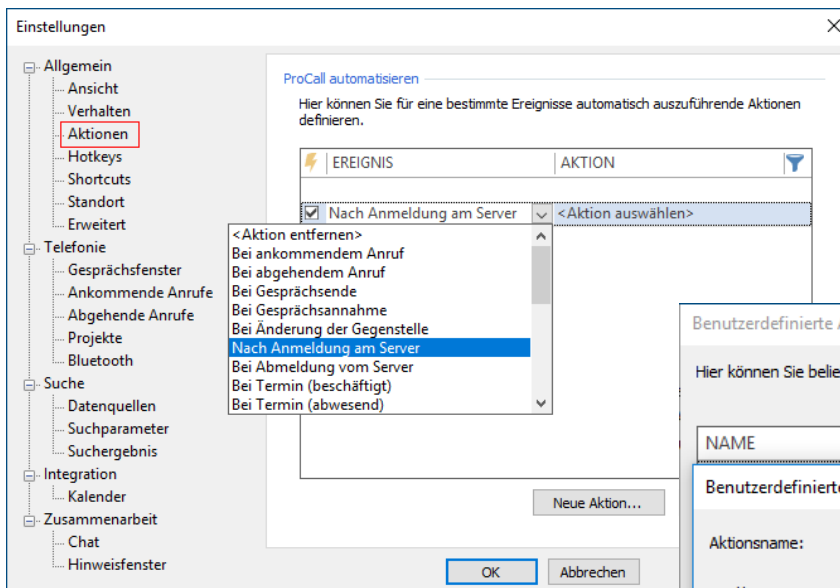 Einstellungen
Allgemein
Ansicht
Verhalten
Aktionen
Hotkeys
Shortcuts
Standort
Erweitert
Telefonie
Gesprächsfenster
Ankommende Anrufe
Abgehende Anrufe
Projekte
Bluetooth
Suche
Datenquellen
Suchparameter
Suchergebnis
Integration
Kalender
Zusammenarbeit
Chat
Hinweisfenster
ProCall automatisieren
Hier können Sie für eine bestimmte Ereignisse automatisch auszuführende Aktionen
definieren.
EREIGNIS AKTION
Nach Anmeldung am Server <Aktion auswählen>
<Aktion entfernen>
Bei ankommendem Anruf
Bei abgehendem Anruf
Bei Gesprächsende
Bei Gesprächsannahme
Bei Änderung der Gegenstelle
Nach Anmeldung am Server
Bei Abmeldung vom Server
Bei Termin (beschäftigt)
Bei Termin (abwesend)
Neue Aktion...
OK Abbrechen
Benutzerdefinierte
Hier können Sie belie
NAME
Benutzerdefinierte
Aktionsname: